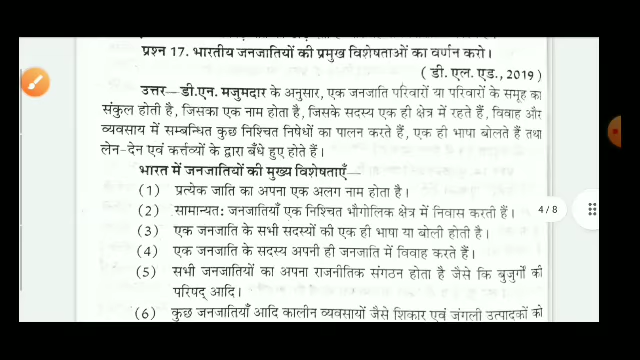 प्रश्न 17. भारतीय जनजातियों की प्रमुख विशेषताओं का वर्णन करो।
( डी. एल. एड., 2019 )
उत्तर— डी.एन. मजुमदार के अनुसार, एक जनजाति परिवारों या परिवारों के समूह का
संकुल होती है, जिसका एक नाम होता है, जिसके सदस्य एक ही क्षेत्र में रहते हैं, विवाह और
व्यवसाय में सम्बन्धित कुछ निश्चित निषेधों का पालन करते हैं, एक ही भाषा बोलते हैं तथा
लेन-देन एवं कर्त्तव्यों के द्वारा बँधे हुए होते हैं।
भारत में जनजातियों की मुख्य विशेषताएँ—
(1) प्रत्येक जाति का अपना एक अलग नाम होता है।
(2) सामान्यत: जनजातियाँ एक निश्चित भौगोलिक क्षेत्र में निवास करती हैं।
4/8
(3) एक जनजाति के सभी सदस्यों की एक ही भाषा या बोली होती है।
(4) एक जनजाति के सदस्य अपनी ही जनजाति में विवाह करते हैं।
(5) सभी जनजातियों का अपना राजनीतिक संगठन होता है जैसे कि बुजुर्गों की
परिषद् आदि।
(6) कुछ जनजातियाँ आदि कालीन व्यवसायों जैसे शिकार एवं जंगली उत्पादकों को